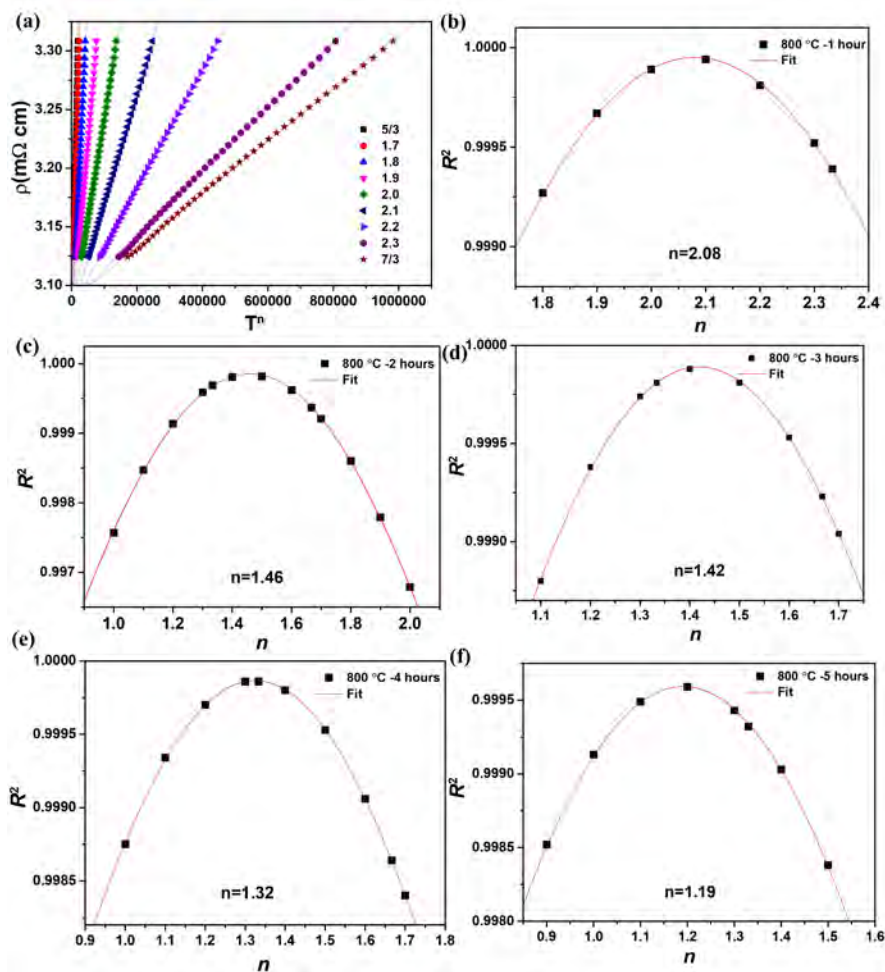 (a)
3.30
3.25
3.20
3.15
3.10
ρ(mΩ cm)
5/3
1.7
1.8
1.9
2.0
2.1
2.2
2.3
7/3
0 200000 400000 600000 800000 1000000
Tⁿ
(b)
1.0000
0.9995
0.9990
R²
800 °C -1 hour
Fit
n=2.08
1.8 1.9 2.0 2.1 2.2 2.3 2.4
n
(c)
1.000
0.999
0.998
0.997
R²
800 °C -2 hours
Fit
n=1.46
1.0 1.2 1.4 1.6 1.8 2.0
n
(d)
1.0000
0.9995
0.9990
R²
800 °C -3 hours
Fit
n=1.42
1.1 1.2 1.3 1.4 1.5 1.6 1.7
n
(e)
1.0000
0.9995
0.9990
0.9985
R²
800 °C -4 hours
Fit
n=1.32
0.9 1.0 1.1 1.2 1.3 1.4 1.5 1.6 1.7 1.8
n
(f)
0.9995
0.9990
0.9985
0.9980
R²
800 °C -5 hours
Fit
n=1.19
0.9 1.0 1.1 1.2 1.3 1.4 1.5 1.6
n